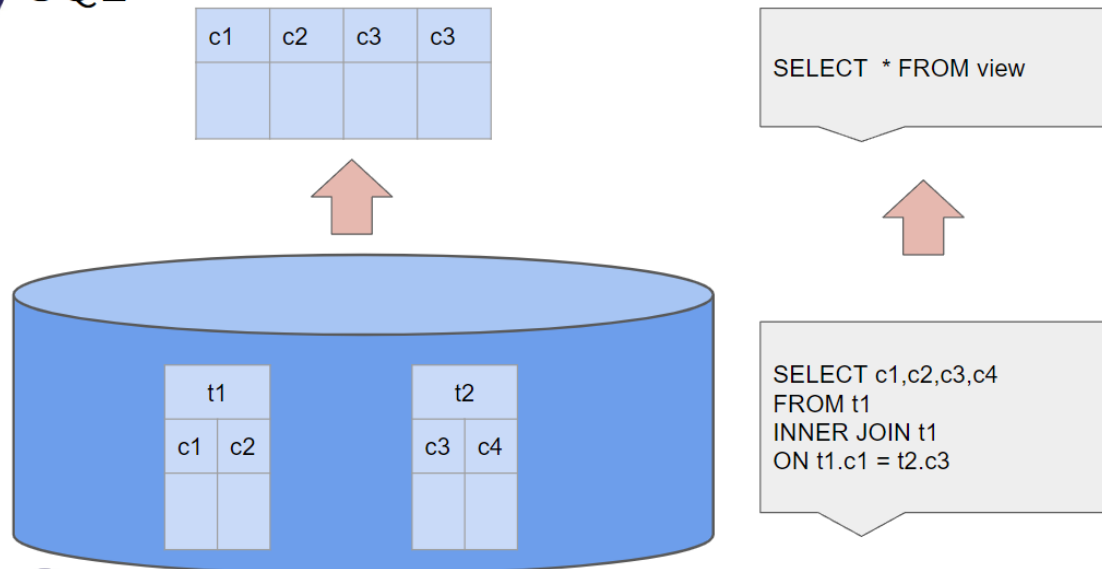 c1 c2 c3 c3
SELECT * FROM view
t1
c1 c2
t2
c3 c4
SELECT c1,c2,c3,c4
FROM t1
INNER JOIN t1
ON t1.c1 = t2.c3